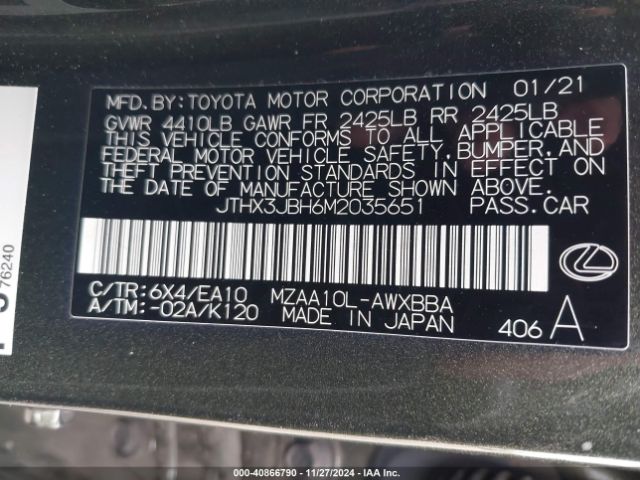 MFD.BY:TOYOTA MOTOR CORPORATION 01/21
GVWR 4410LB GAWR FR 2425LB RR 2425LB
THIS VEHICLE CONFORMS TO ALL APPLICABLE
FEDERAL MOTOR VEHICLE SAFETY,BUMPER,AND
THEFT PREVENTION STANDARDS IN EFFECT ON
THE DATE OF MANUFACTURE SHOWN ABOVE.
JTHX3JBH6M2035651 PASS.CAR
C/TR:6X4/EA10 MZAA10L-AWXBBA
A/TM:-02A/K120 MADE IN JAPAN 406 A
76240
000-40866790 — 11/27/2024 — IAA Inc.